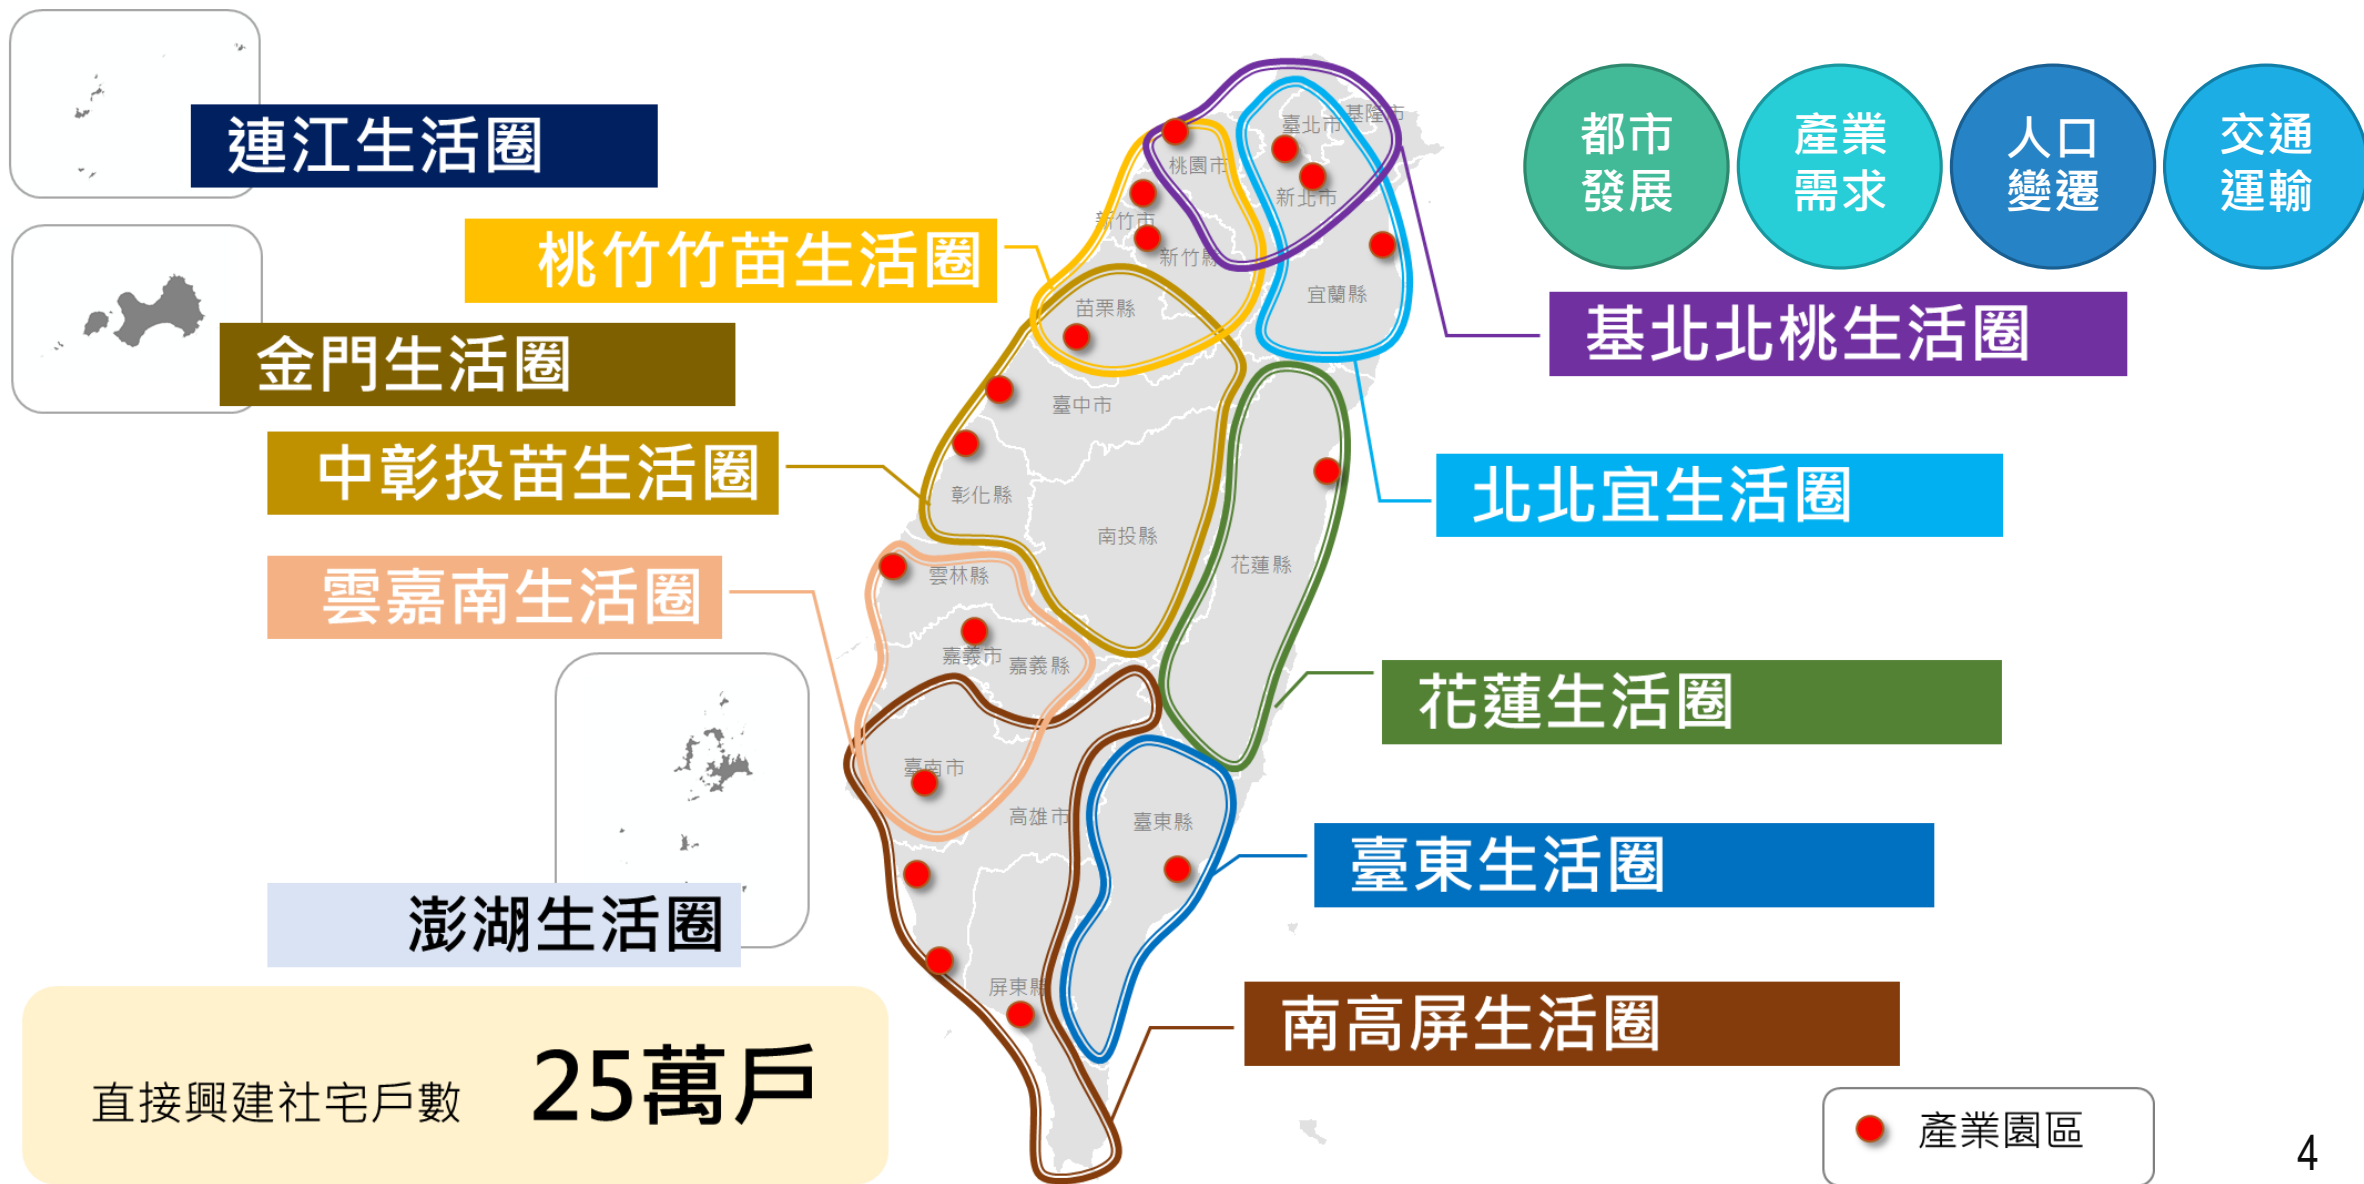 連江生活圈
桃竹竹苗生活圈
金門生活圈
中彰投苗生活圈
雲嘉南生活圈
澎湖生活圈
直接興建社宅戶數 25萬戶
基隆市
臺北市
桃園市
新北市
新竹市
新竹縣
宜蘭縣
苗栗縣
臺中市
彰化縣
南投縣
花蓮縣
雲林縣
嘉義市
嘉義縣
臺南市
高雄市
臺東縣
屏東縣
都市
發展
產業
需求
人口
變遷
交通
運輸
基北北桃生活圈
北北宜生活圈
花蓮生活圈
臺東生活圈
南高屏生活圈
產業園區
4